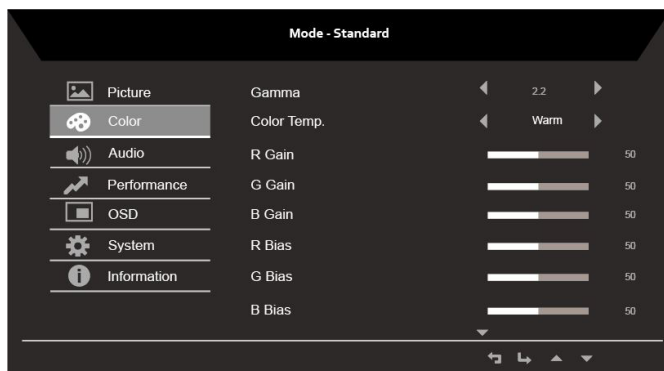 Mode - Standard
Picture
Gamma
2.2
Color
Color Temp.
Warm
Audio
R Gain
50
Performance
G Gain
50
OSD
B Gain
50
System
R Bias
50
Information
G Bias
50
B Bias
50